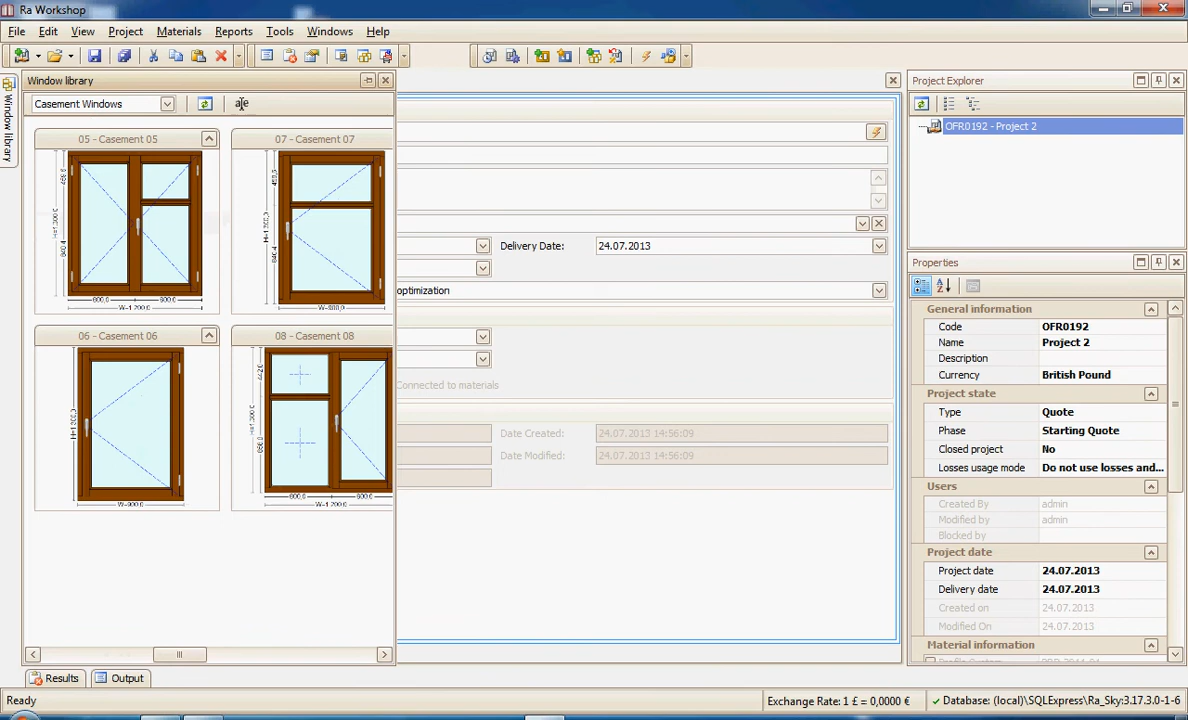 Ra Workshop
File Edit View Project Materials Reports Tools Windows Help
Window library
Window library
Casement Windows
05 - Casement 05
07 - Casement 07
06 - Casement 06
08 - Casement 08
Delivery Date: 24.07.2013
optimization
Connected to materials
Date Created: 24.07.2013 14:56:09
Date Modified: 24.07.2013 14:56:09
Project Explorer
OFR0192 - Project 2
Properties
General information
Code OFR0192
Name Project 2
Description
Currency British Pound
Project state
Type Quote
Phase Starting Quote
Closed project No
Losses usage mode Do not use losses and...
Users
Created By admin
Modified by admin
Blocked by
Project date
Project date 24.07.2013
Delivery date 24.07.2013
Created on 24.07.2013
Modified On 24.07.2013
Material information
Results Output
Ready
Exchange Rate: 1 £ = 0,0000 €
Database: (local)\SQLExpress\Ra_Sky:3.17.3.0-1-6